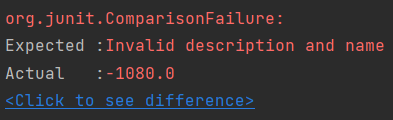 org.junit.ComparisonFailure:
Expected :Invalid description and name
Actual   :-1080.0
<Click to see difference>